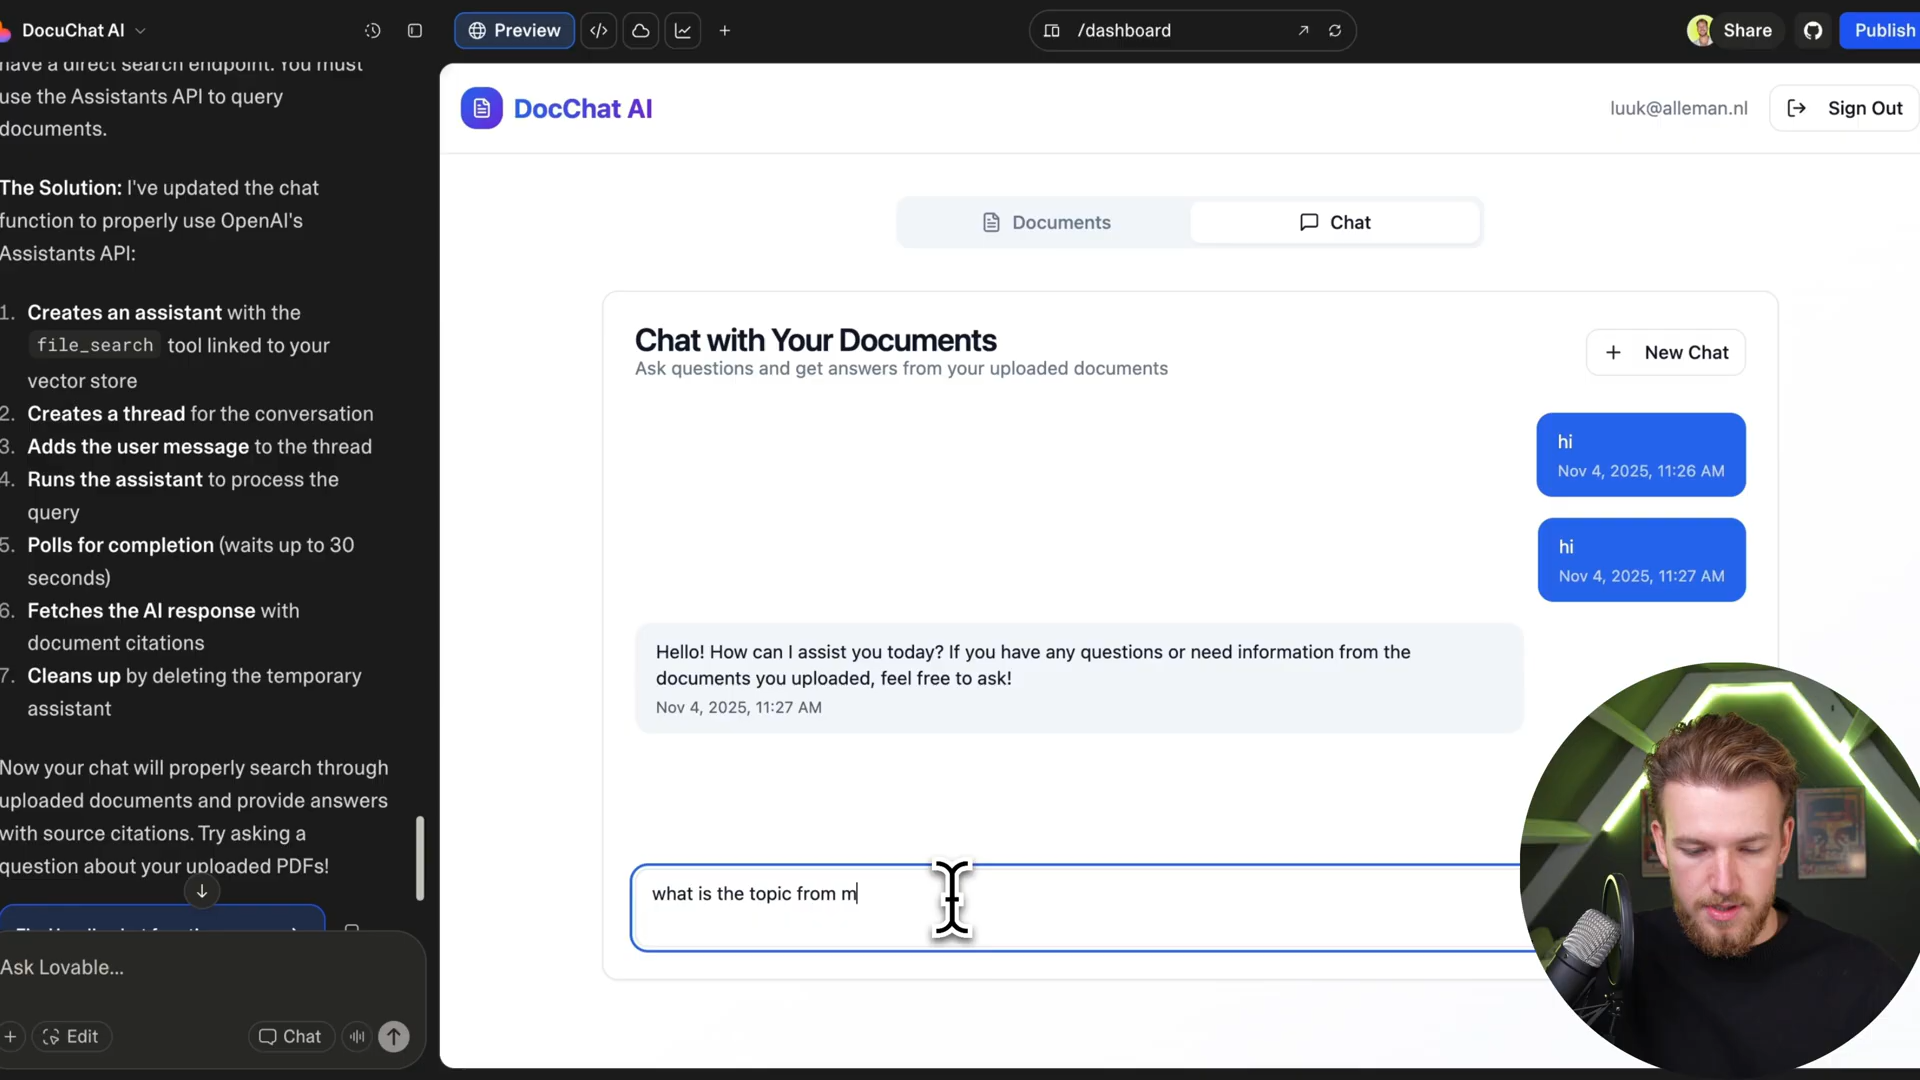 DocuChat AI
Preview
/dashboard
Share
Publish
have a direct search endpoint. You must
use the Assistants API to query
documents.
The Solution: I've updated the chat
function to properly use OpenAI's
Assistants API:
1. Creates an assistant with the
file_search tool linked to your
vector store
2. Creates a thread for the conversation
3. Adds the user message to the thread
4. Runs the assistant to process the
query
5. Polls for completion (waits up to 30
seconds)
6. Fetches the AI response with
document citations
7. Cleans up by deleting the temporary
assistant
Now your chat will properly search through
uploaded documents and provide answers
with source citations. Try asking a
question about your uploaded PDFs!
Ask Lovable...
Edit
Chat
DocChat AI
luuk@alleman.nl
Sign Out
Documents
Chat
Chat with Your Documents
Ask questions and get answers from your uploaded documents
New Chat
hi
Nov 4, 2025, 11:26 AM
hi
Nov 4, 2025, 11:27 AM
Hello! How can I assist you today? If you have any questions or need information from the
documents you uploaded, feel free to ask!
Nov 4, 2025, 11:27 AM
what is the topic from m